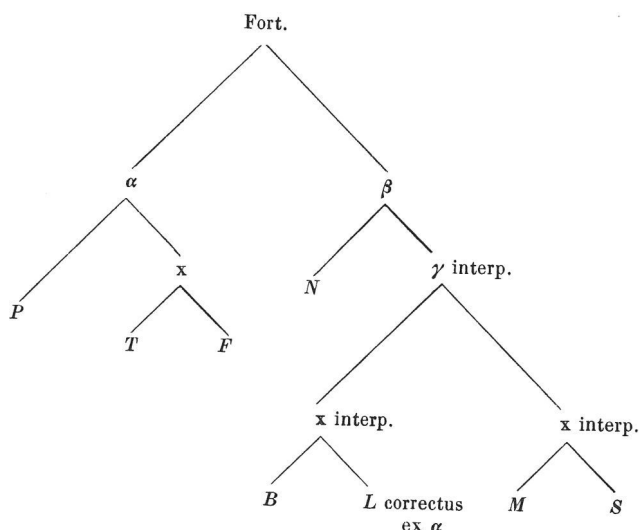 Fort.
α
β
x
N
γ interp.
P
T
F
x interp.
x interp.
B
L correctus
ex α
M
S